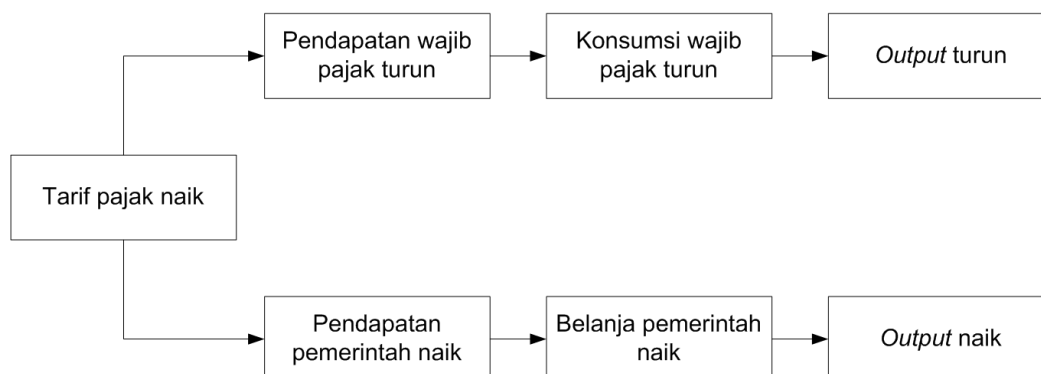 Pendapatan wajib
pajak turun
Konsumsi wajib
pajak turun
Output turun
Tarif pajak naik
Pendapatan
pemerintah naik
Belanja pemerintah
naik
Output naik